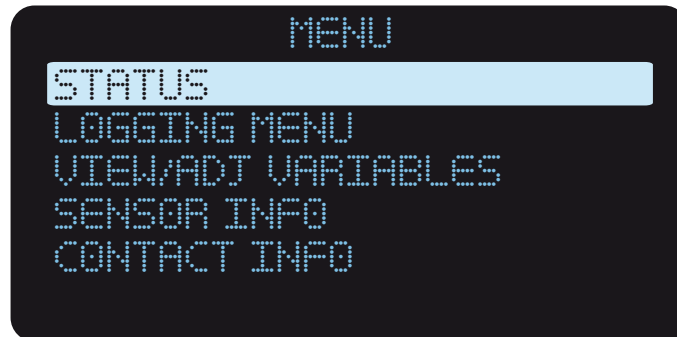 MENU
STATUS
LOGGING MENU
VIEW/ADJ VARIABLES
SENSOR INFO
CONTACT INFO